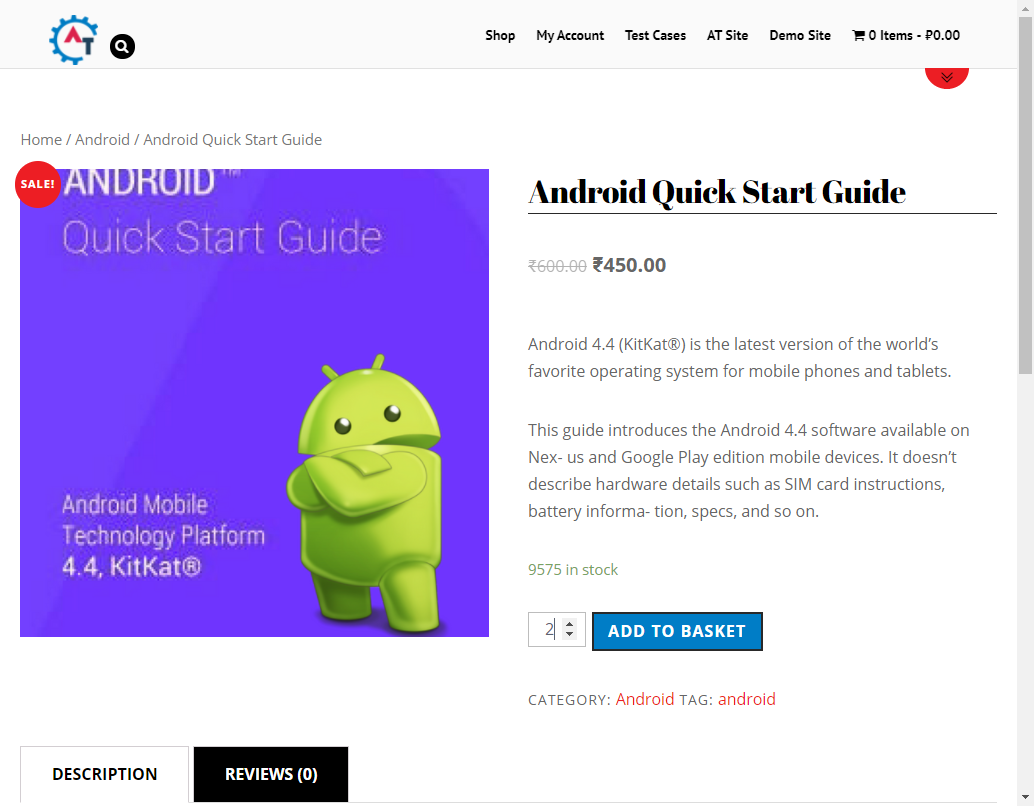 AT
Shop My Account Test Cases AT Site Demo Site 0 Items - ₽0.00
Home / Android / Android Quick Start Guide
SALE!
ANDROID™
Quick Start Guide
Android Mobile
Technology Platform
4.4, KitKat®
Android Quick Start Guide
₹600.00 ₹450.00
Android 4.4 (KitKat®) is the latest version of the world’s
favorite operating system for mobile phones and tablets.
This guide introduces the Android 4.4 software available on
Nex- us and Google Play edition mobile devices. It doesn’t
describe hardware details such as SIM card instructions,
battery informa- tion, specs, and so on.
9575 in stock
2
ADD TO BASKET
CATEGORY: Android TAG: android
DESCRIPTION
REVIEWS (0)